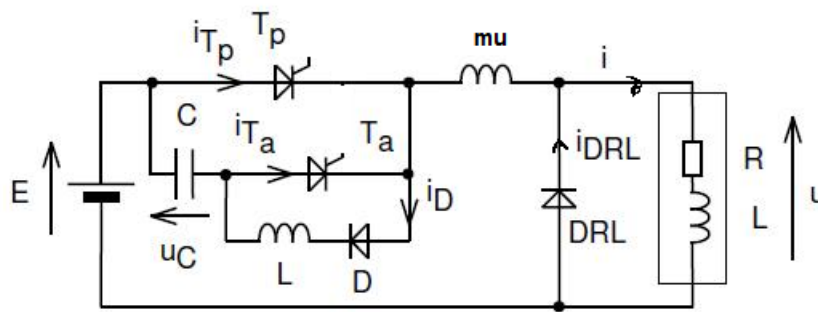 iTp Tp mu i
C iTa Ta iDRL R
E iD u
uC L D DRL L